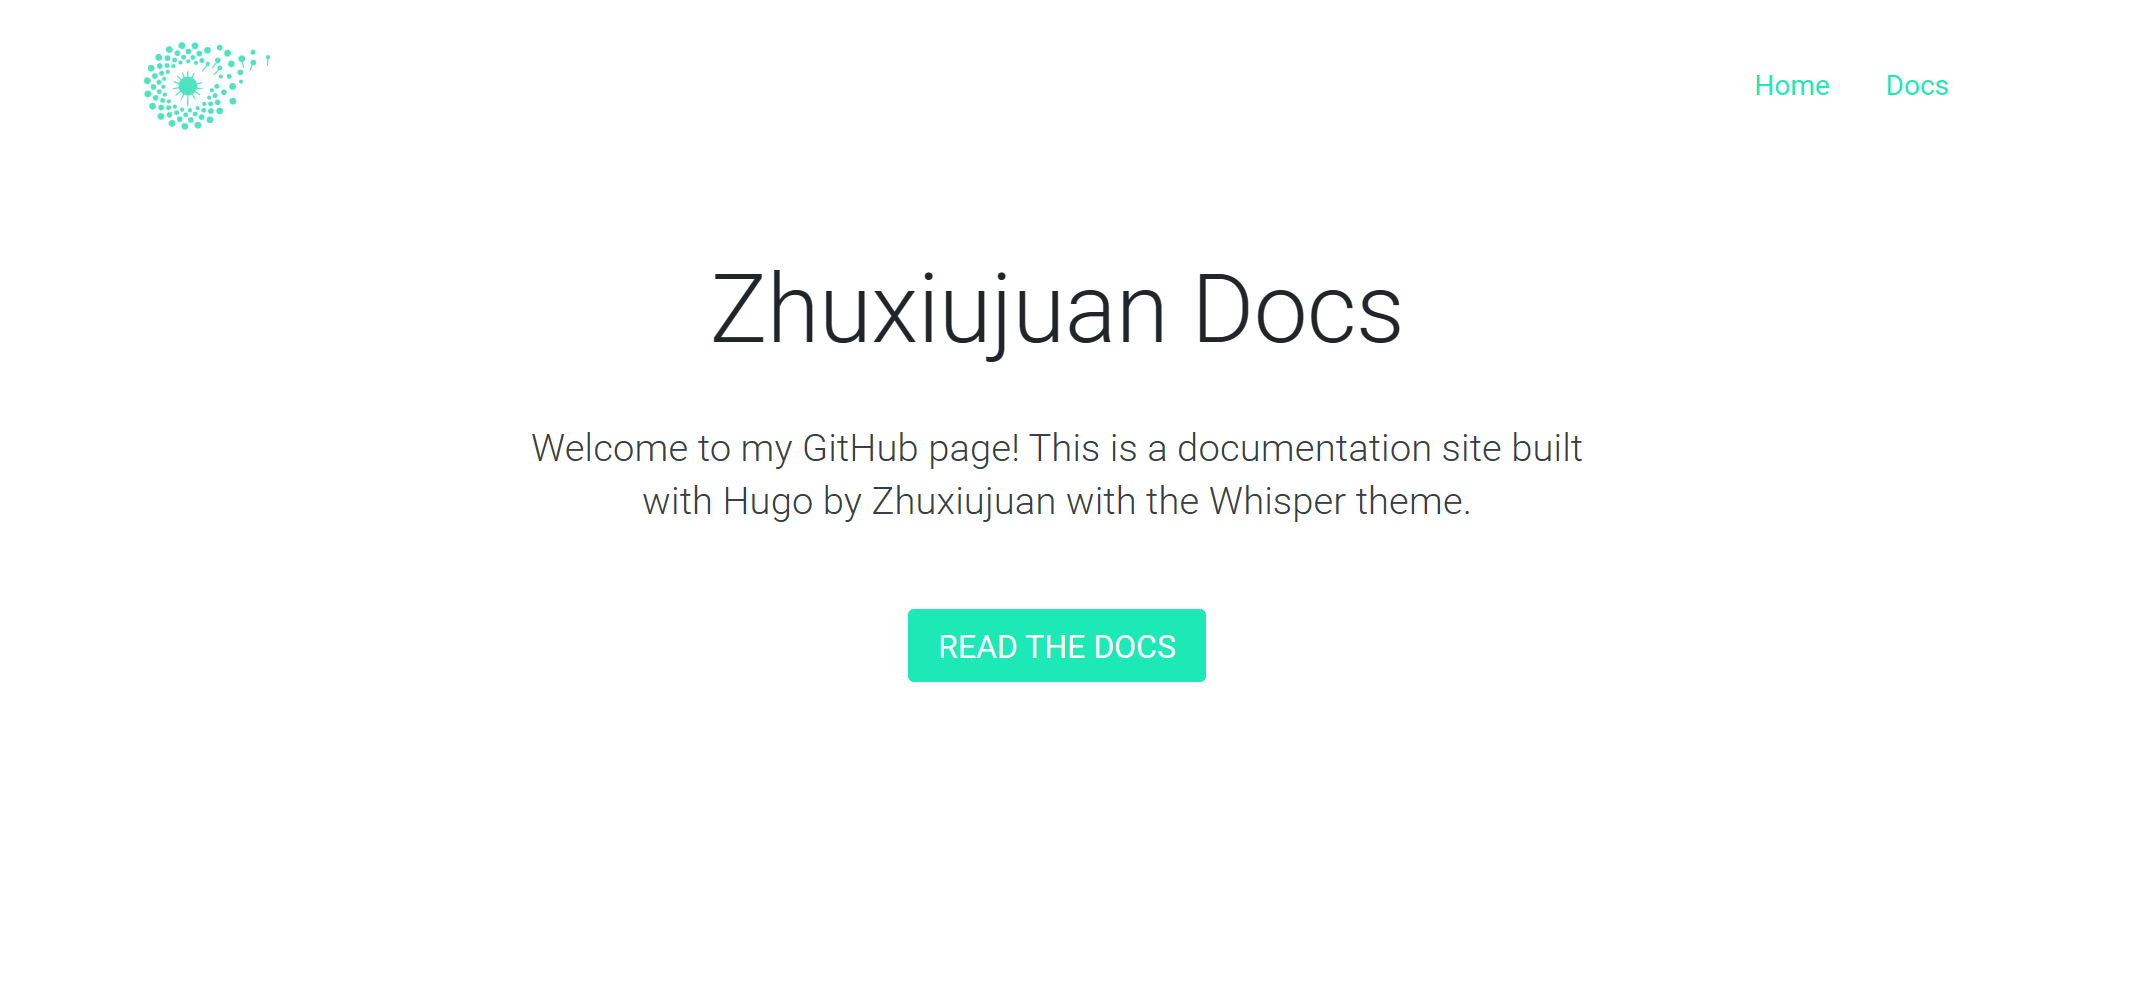 Home
Docs
Zhuxiujuan Docs
Welcome to my GitHub page! This is a documentation site built
with Hugo by Zhuxiujuan with the Whisper theme.
READ THE DOCS